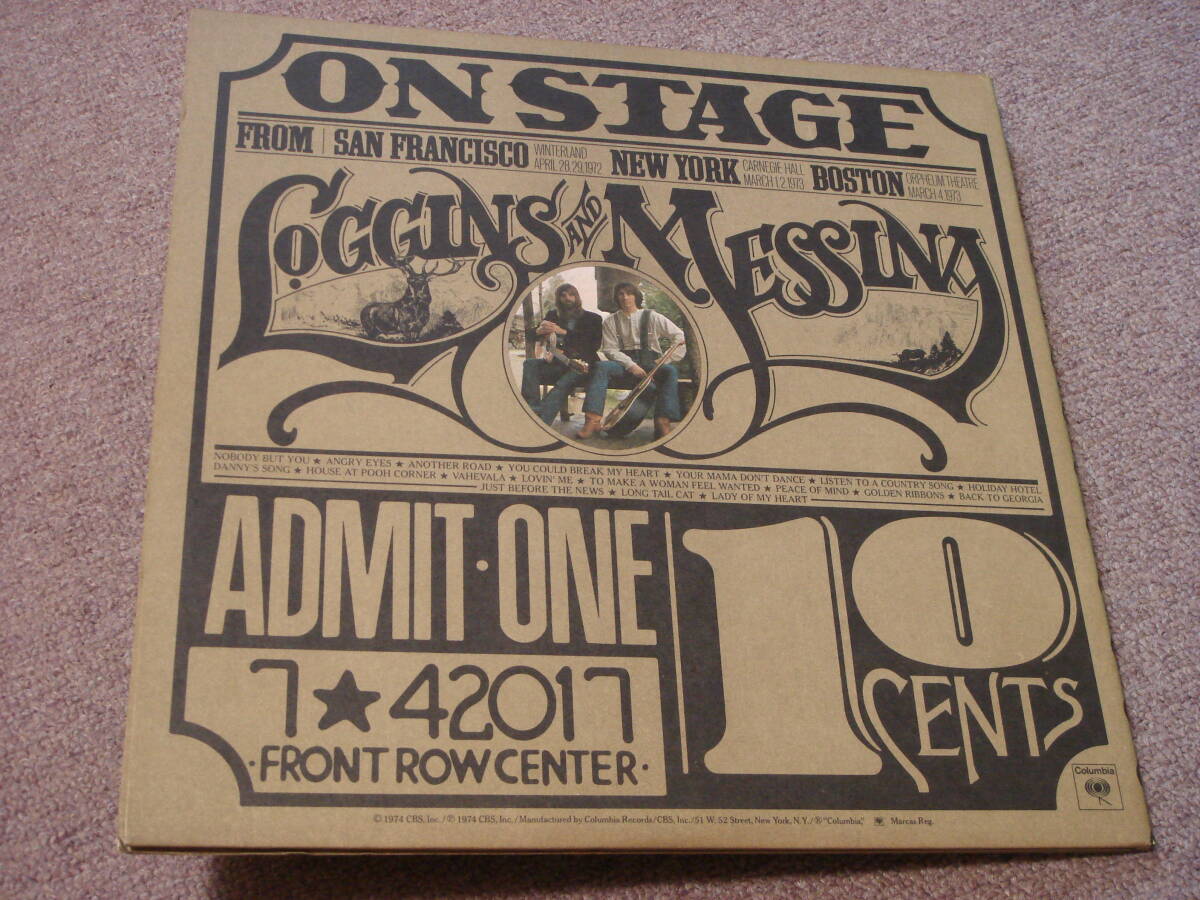 ON STAGE
FROM SAN FRANCISCO WINTERLAND APRIL 28.29.1972 NEW YORK CARNEGIE HALL MARCH 1 2 1973 BOSTON ORPHEUM THEATRE MARCH 4 1973
LOGGINS AND MESSINA
NOBODY BUT YOU ★ ANGRY EYES ★ ANOTHER ROAD ★ YOU COULD BREAK MY HEART ★ YOUR MAMA DON'T DANCE ★ LISTEN TO A COUNTRY SONG ★ HOLIDAY HOTEL
DANNY'S SONG ★ HOUSE AT POOH CORNER ★ VAHEVALA ★ LOVIN' ME ★ TO MAKE A WOMAN FEEL WANTED ★ PEACE OF MIND ★ GOLDEN RIBBONS ★ BACK TO GEORGIA
JUST BEFORE THE NEWS ★ LONG TAIL CAT ★ LADY OF MY HEART
ADMIT·ONE
7★42017
·FRONT ROW CENTER·
10
CENTS
Columbia
© 1974 CBS, Inc./℗ 1974 CBS, Inc./Manufactured by Columbia Records/CBS, Inc./51 W. 52 Street, New York, N.Y./® "Columbia," Marcas Reg.